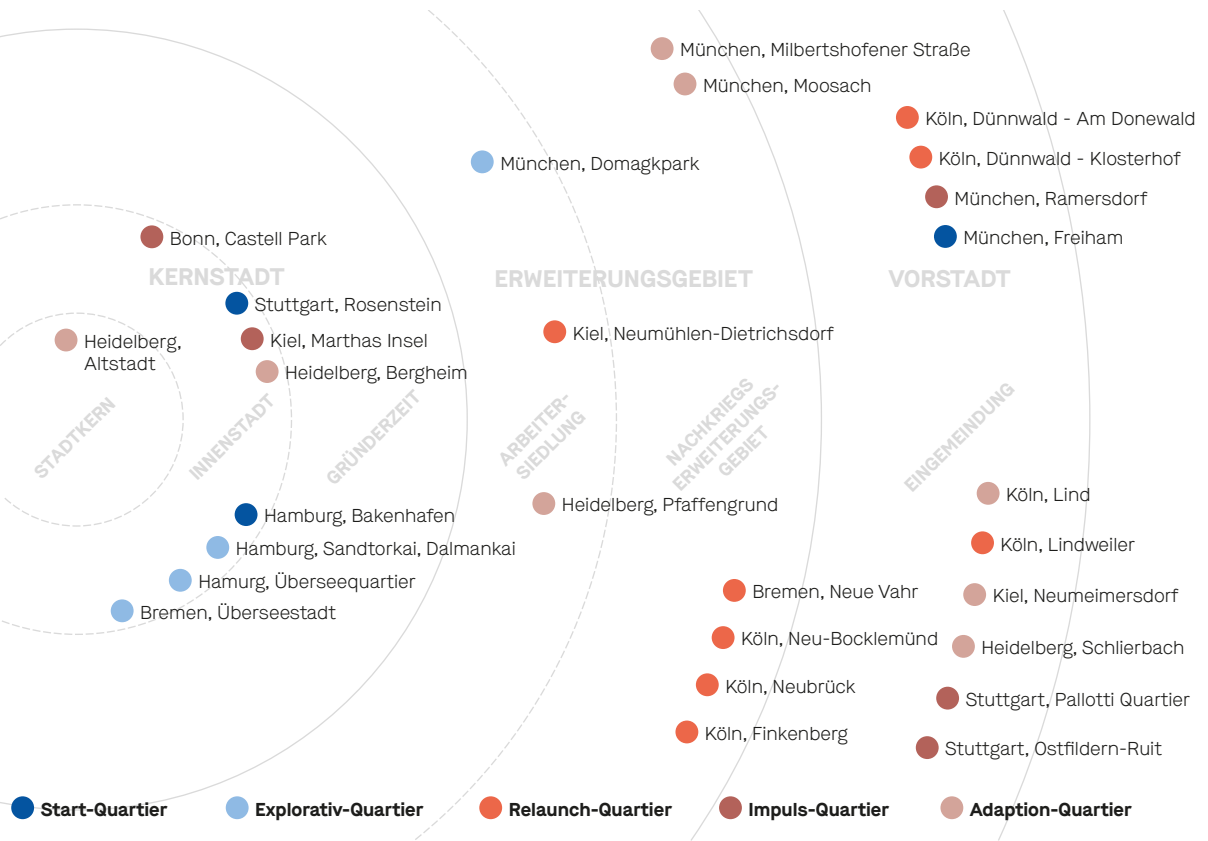 München, Milbertshofener Straße
München, Moosach
Köln, Dünnwald - Am Donewald
Köln, Dünnwald - Klosterhof
München, Domagkpark
München, Ramersdorf
Bonn, Castell Park
München, Freiham
KERNSTADT
ERWEITERUNGSGEBIET
VORSTADT
Stuttgart, Rosenstein
Kiel, Neumühlen-Dietrichsdorf
Heidelberg,
Altstadt
Kiel, Marthas Insel
Heidelberg, Bergheim
STADTKERN
INNENSTADT
GRÜNDERZEIT
ARBEITER-
SIEDLUNG
NACHKRIEGS
ERWEITERUNGS-
GEBIET
EINGEMEINDUNG
Köln, Lind
Heidelberg, Pfaffengrund
Hamburg, Bakenhafen
Köln, Lindweiler
Hamburg, Sandtorkai, Dalmankai
Hamurg, Überseequartier
Bremen, Neue Vahr
Kiel, Neumeimersdorf
Bremen, Überseestadt
Köln, Neu-Bocklemünd
Heidelberg, Schlierbach
Köln, Neubrück
Stuttgart, Pallotti Quartier
Köln, Finkenberg
Stuttgart, Ostfildern-Ruit
Start-Quartier
Explorativ-Quartier
Relaunch-Quartier
Impuls-Quartier
Adaption-Quartier